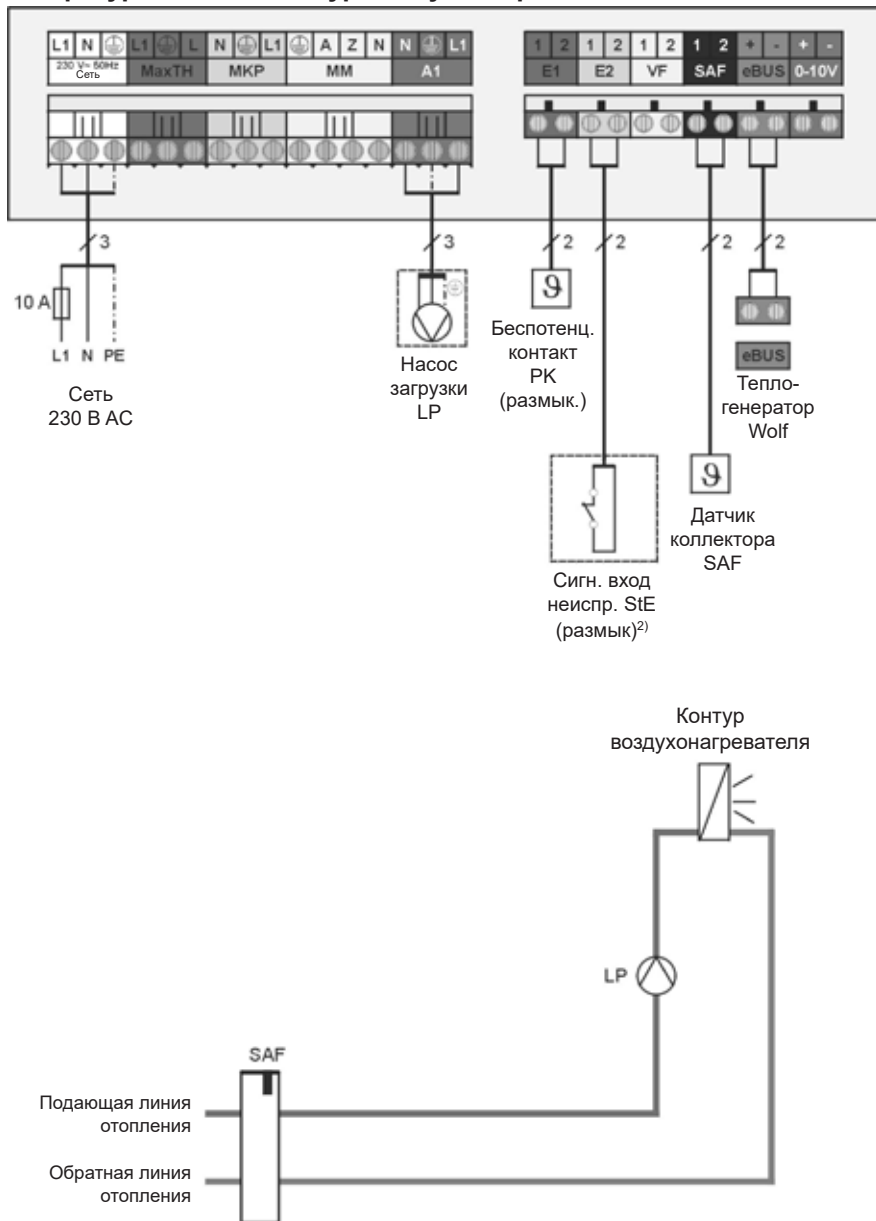 L1 N L1 L N L1 A Z N N L1
230 V~ 50Hz
Сеть
MaxTH MKP MM A1
1 2 1 2 1 2 1 2 + - + -
E1 E2 VF SAF eBUS 0-10V
3
3
2
2
2
2
10 A
L1 N PE
Сеть
230 В AC
Насос
загрузки
LP
ϑ
Беспотенц.
контакт
PK
(размык.)
eBUS
Тепло-
генератор
Wolf
Сигн. вход
неиспр. StE
(размык)2)
ϑ
Датчик
коллектора
SAF
Контур
воздухонагревателя
LP
SAF
Подающая линия
отопления
Обратная линия
отопления